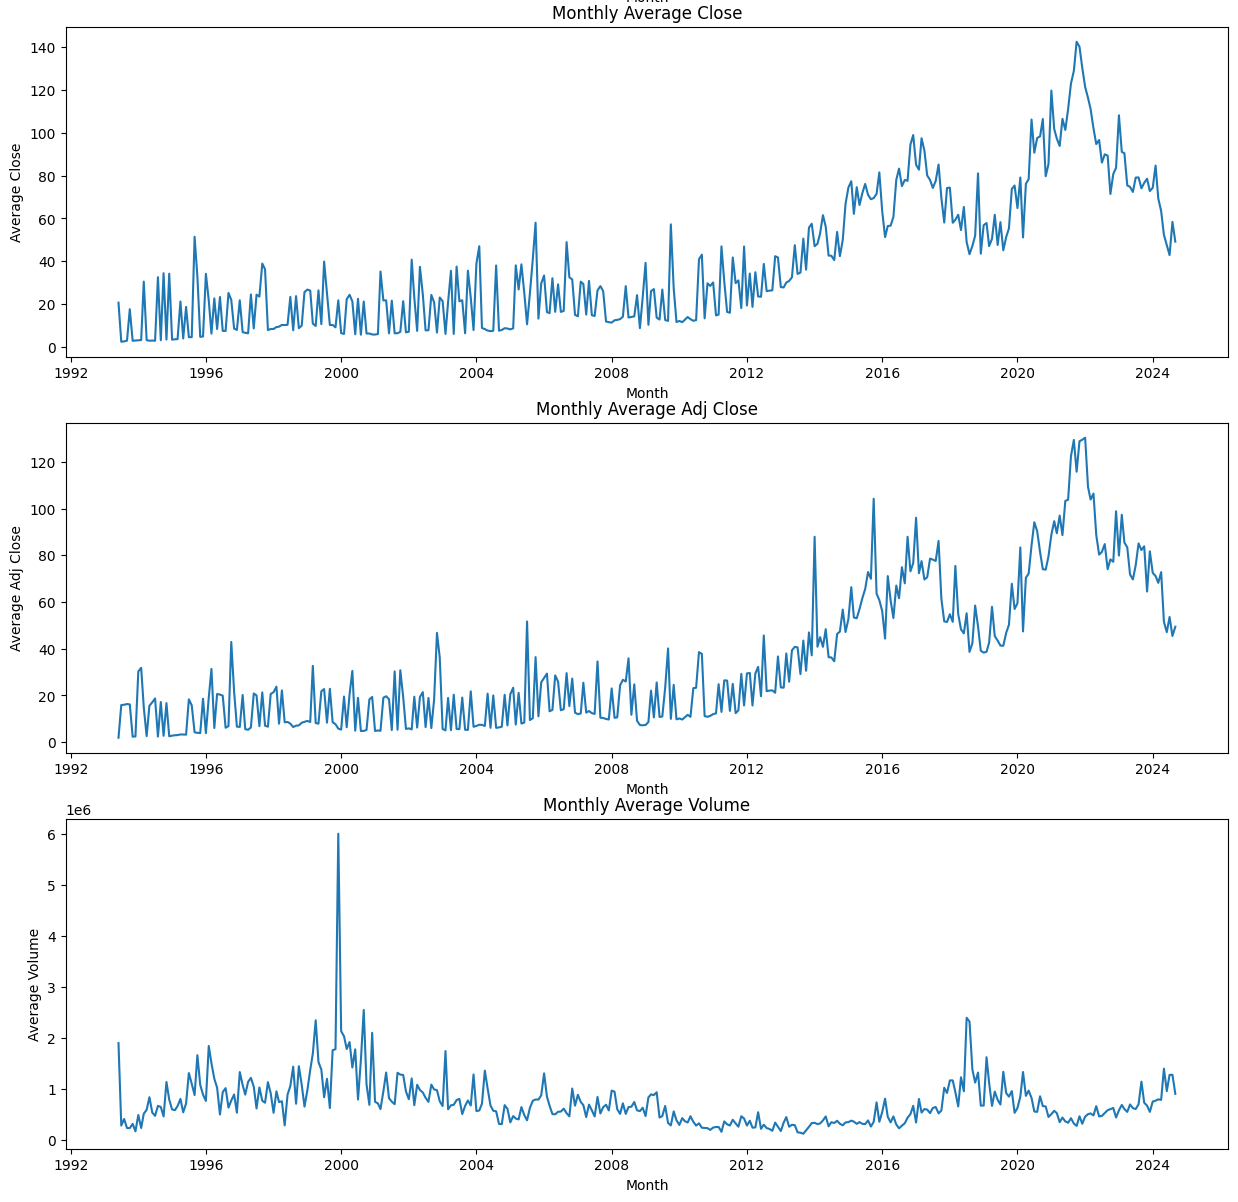 Month
Monthly Average Close
140
120
100
80
60
40
20
0
Average Close
1992 1996 2000 2004 2008 2012 2016 2020 2024
Month
Monthly Average Adj Close
120
100
80
60
40
20
0
Average Adj Close
1992 1996 2000 2004 2008 2012 2016 2020 2024
Month
Monthly Average Volume
1e6
6
5
4
3
2
1
0
Average Volume
1992 1996 2000 2004 2008 2012 2016 2020 2024
Month